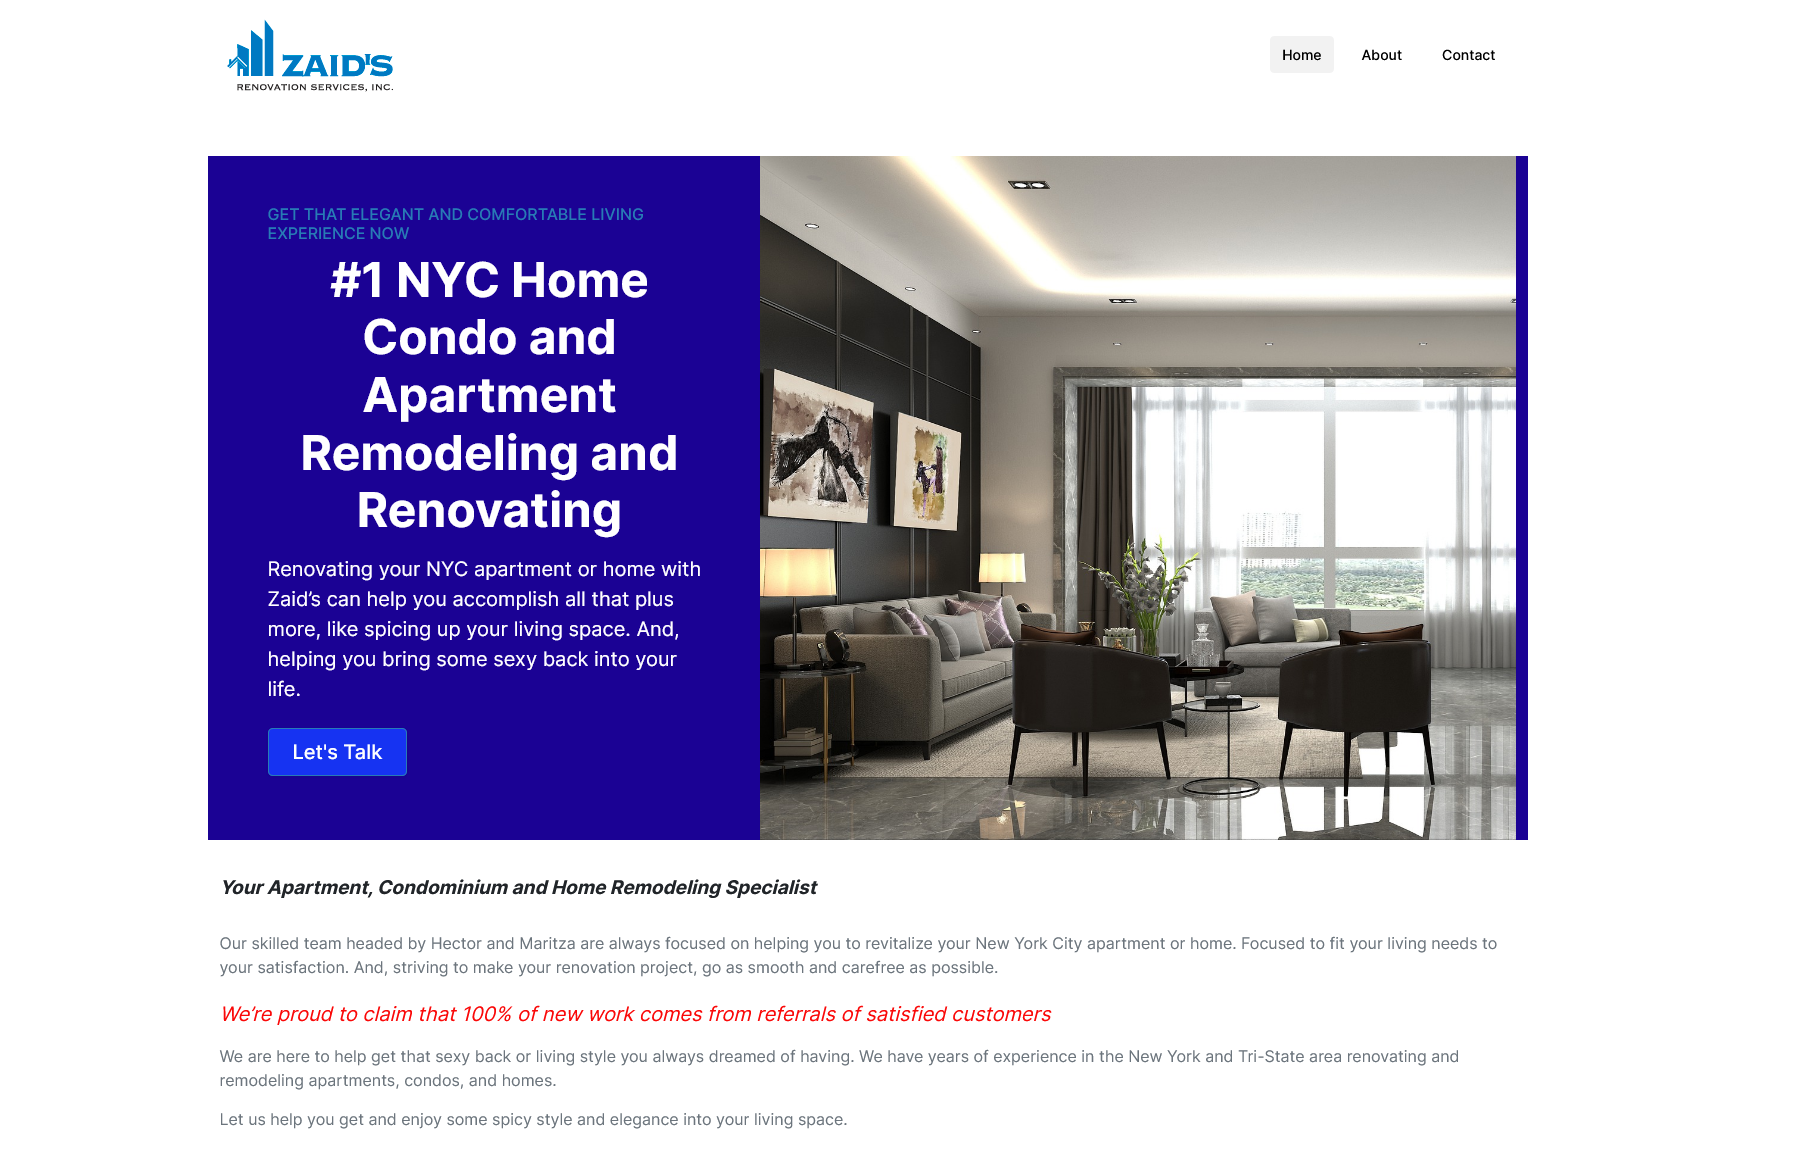 ZAID'S
RENOVATION SERVICES, INC.
Home
About
Contact
GET THAT ELEGANT AND COMFORTABLE LIVING
EXPERIENCE NOW
#1 NYC Home
Condo and
Apartment
Remodeling and
Renovating
Renovating your NYC apartment or home with
Zaid’s can help you accomplish all that plus
more, like spicing up your living space. And,
helping you bring some sexy back into your
life.
Let's Talk
Your Apartment, Condominium and Home Remodeling Specialist
Our skilled team headed by Hector and Maritza are always focused on helping you to revitalize your New York City apartment or home. Focused to fit your living needs to
your satisfaction. And, striving to make your renovation project, go as smooth and carefree as possible.
We’re proud to claim that 100% of new work comes from referrals of satisfied customers
We are here to help get that sexy back or living style you always dreamed of having. We have years of experience in the New York and Tri-State area renovating and
remodeling apartments, condos, and homes.
Let us help you get and enjoy some spicy style and elegance into your living space.